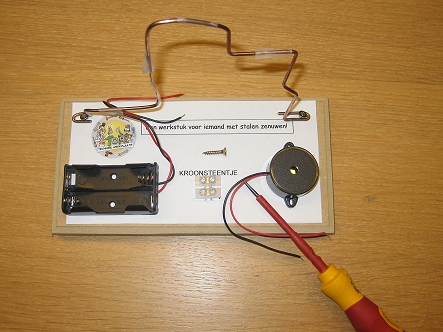 Een werkstuk voor iemand met stalen zenuwen!
KROONSTEENTJE